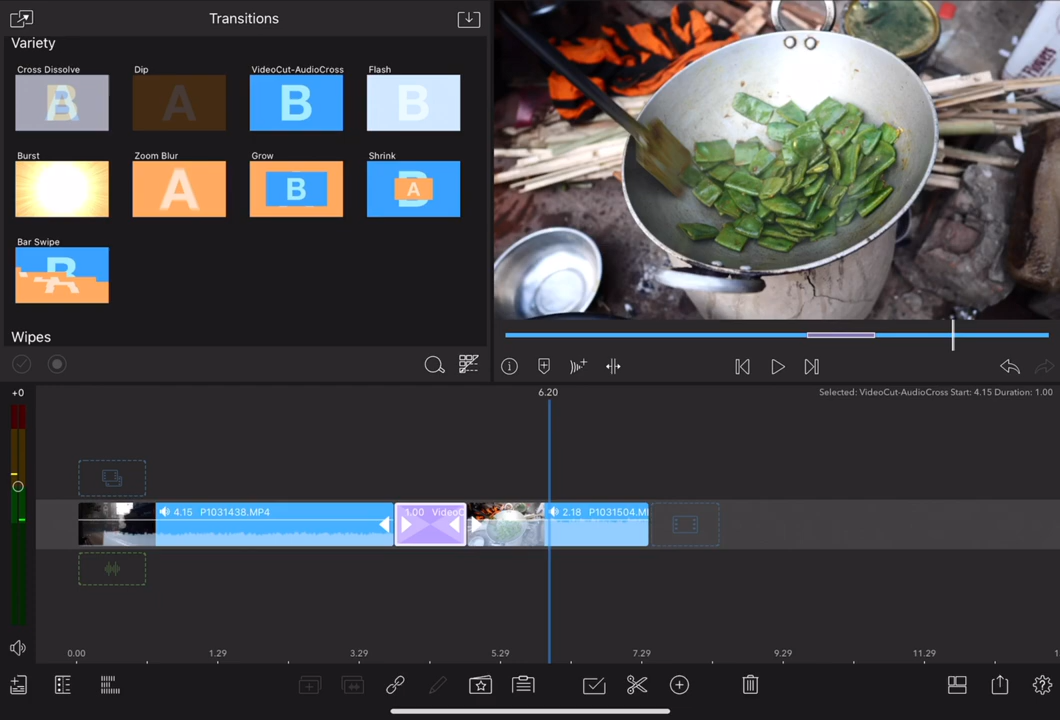 Transitions
Variety
Cross Dissolve
Dip
VideoCut-AudioCross
Flash
B
A
B
B
Burst
Zoom Blur
Grow
Shrink
A
B
A
Bar Swipe
Wipes
+0
6.20
Selected: VideoCut-AudioCross Start: 4.15 Duration: 1.00
4.15 P1031438.MP4
1.00 VideoC
2.18 P1031504.M
0.00
1.29
3.29
5.29
7.29
9.29
11.29